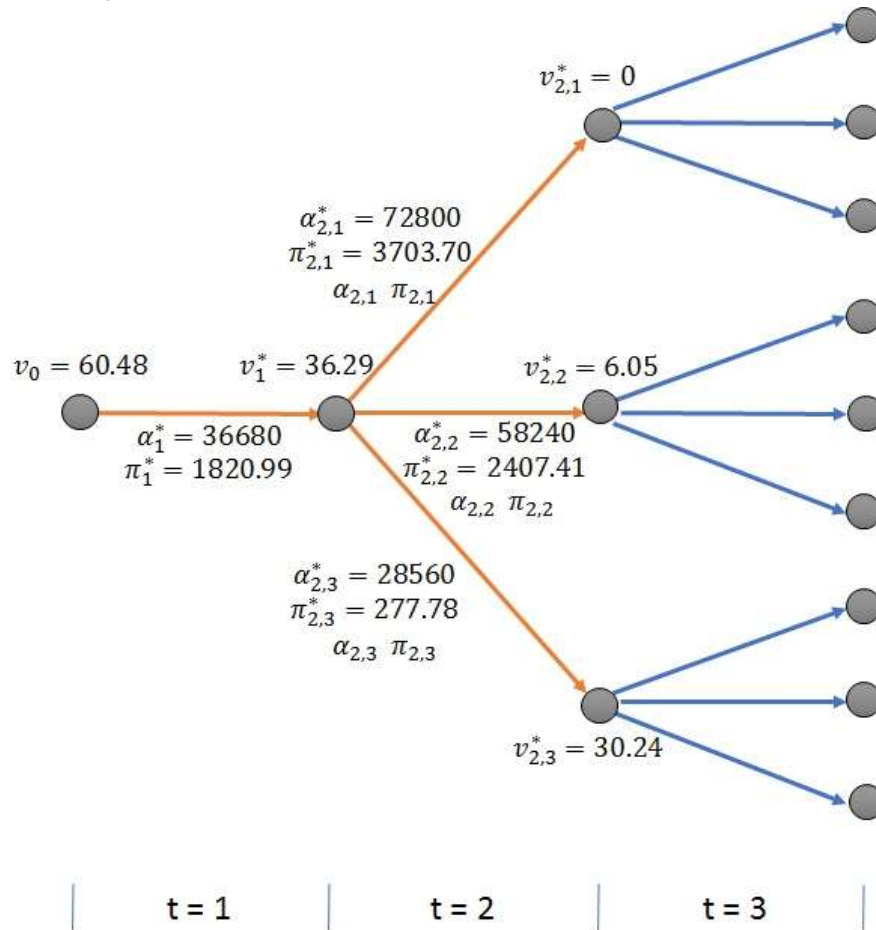 v*₂,₁ = 0
α*₂,₁ = 72800
π*₂,₁ = 3703.70
α₂,₁ π₂,₁
v₀ = 60.48
v*₁ = 36.29
v*₂,₂ = 6.05
α*₁ = 36680
π*₁ = 1820.99
α*₂,₂ = 58240
π*₂,₂ = 2407.41
α₂,₂ π₂,₂
α*₂,₃ = 28560
π*₂,₃ = 277.78
α₂,₃ π₂,₃
v*₂,₃ = 30.24
t = 1
t = 2
t = 3